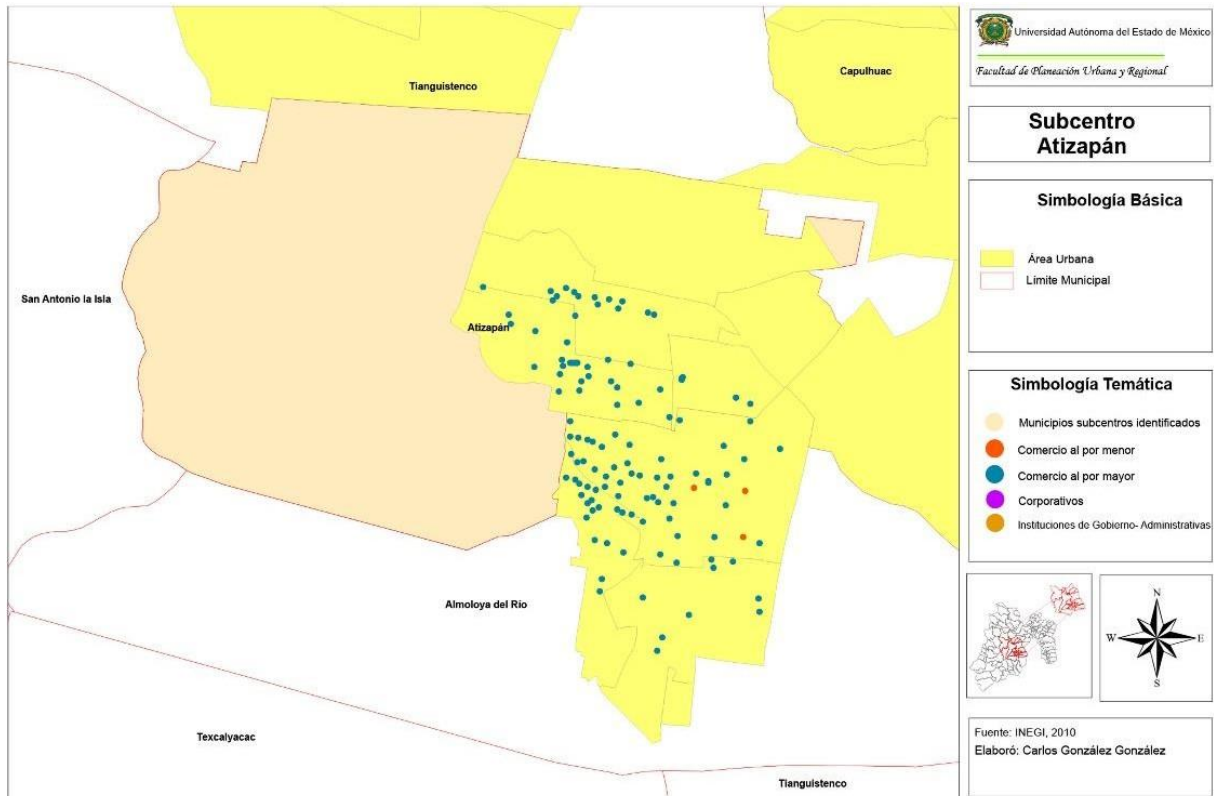 Tianguistenco
Capulhuac
San Antonio la Isla
Atizapán
Almoloya del Río
Texcalyacac
Tianguistenco
Universidad Autónoma del Estado de México
Facultad de Planeación Urbana y Regional
Subcentro
Atizapán
Simbología Básica
Área Urbana
Límite Municipal
Simbología Temática
Municipios subcentros identificados
Comercio al por menor
Comercio al por mayor
Corporativos
Instituciones de Gobierno- Administrativas
N
W
E
S
Fuente: INEGI, 2010
Elaboró: Carlos González González